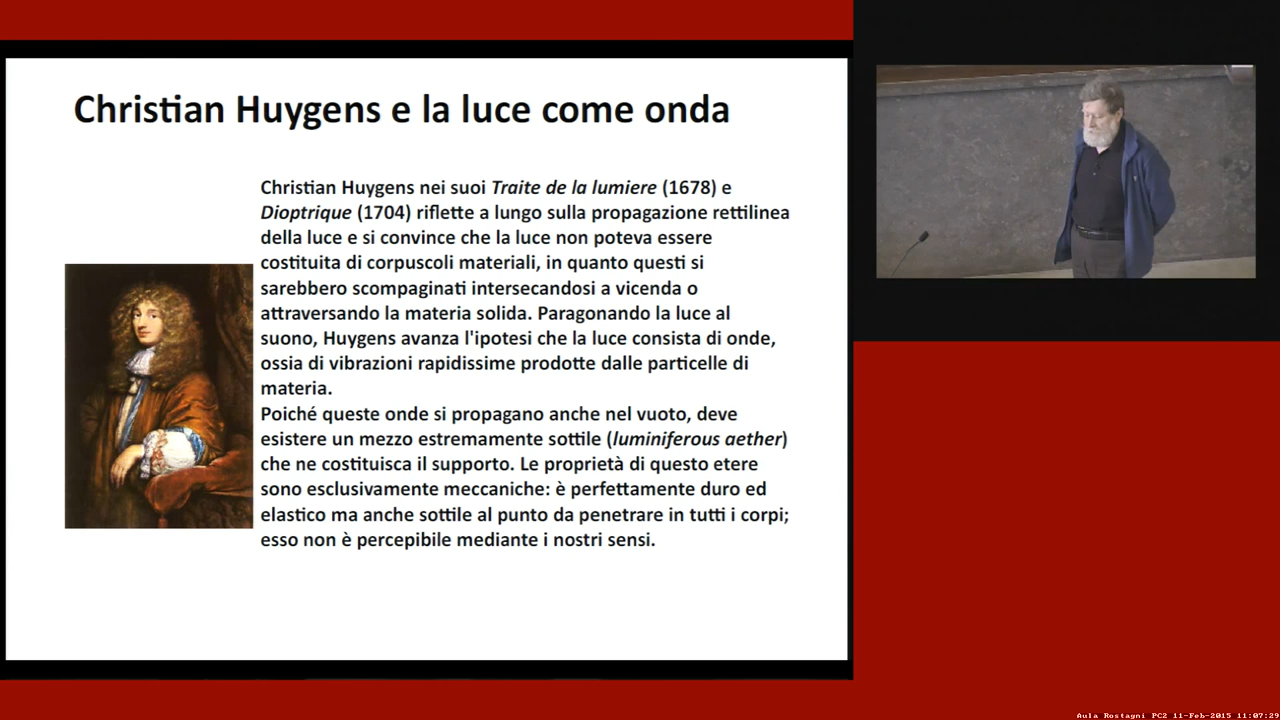 Christian Huygens e la luce come onda
Christian Huygens nei suoi Traite de la lumiere (1678) e
Dioptrique (1704) riflette a lungo sulla propagazione rettilinea
della luce e si convince che la luce non poteva essere
costituita di corpuscoli materiali, in quanto questi si
sarebbero scompaginati intersecandosi a vicenda o
attraversando la materia solida. Paragonando la luce al
suono, Huygens avanza l'ipotesi che la luce consista di onde,
ossia di vibrazioni rapidissime prodotte dalle particelle di
materia.
Poiché queste onde si propagano anche nel vuoto, deve
esistere un mezzo estremamente sottile (luminiferous aether)
che ne costituisca il supporto. Le proprietà di questo etere
sono esclusivamente meccaniche: è perfettamente duro ed
elastico ma anche sottile al punto da penetrare in tutti i corpi;
esso non è percepibile mediante i nostri sensi.
Aula Rostagni PC2 11-Feb-2015 11:07:29